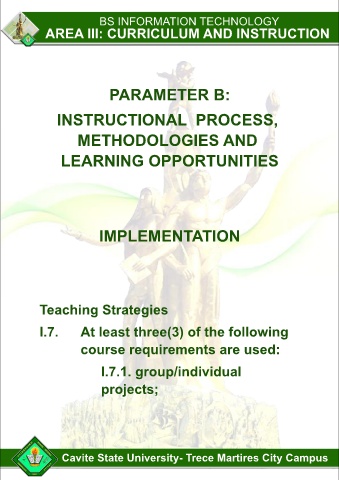 BS INFORMATION TECHNOLOGY
AREA III: CURRICULUM AND INSTRUCTION
PARAMETER B:
INSTRUCTIONAL PROCESS,
METHODOLOGIES AND
LEARNING OPPORTUNITIES
IMPLEMENTATION
Teaching Strategies
I.7. At least three(3) of the following
course requirements are used:
I.7.1. group/individual
projects;
Cavite State University- Trece Martires City Campus